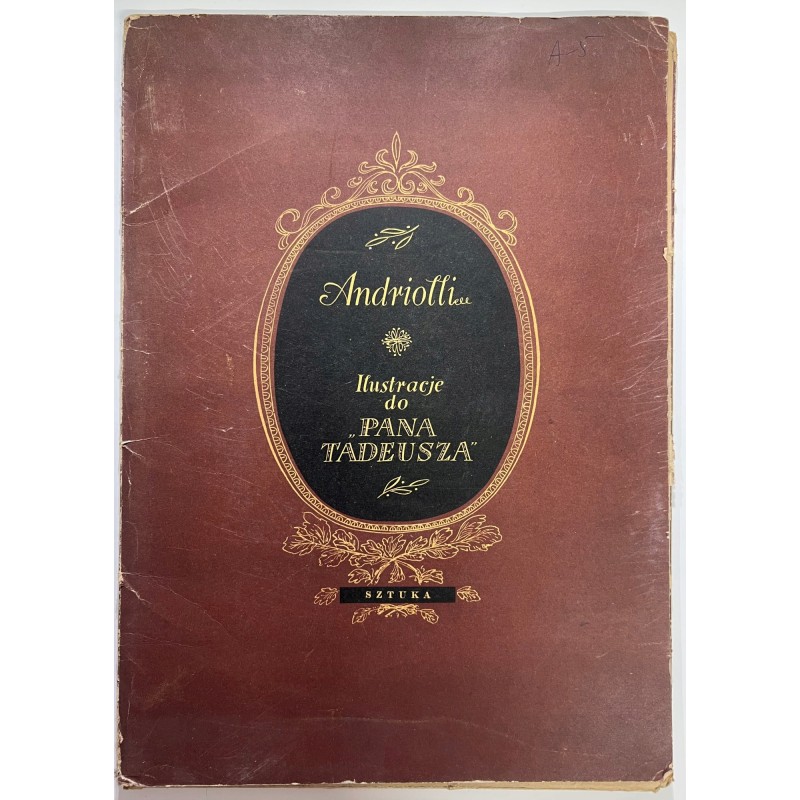 A-5
Andriolli
Ilustracje
do
„PANA
TADEUSZA"
SZTUKA